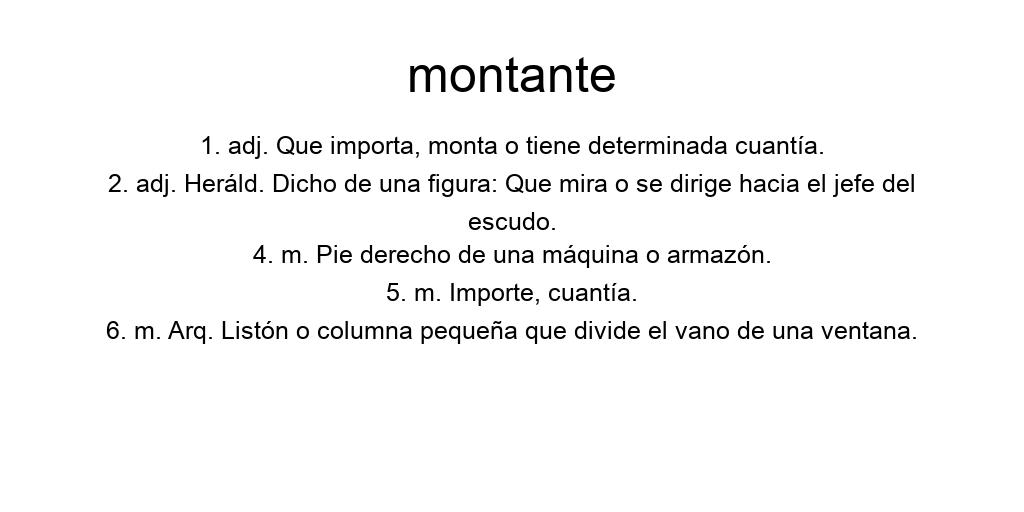 montante
1. adj. Que importa, monta o tiene determinada cuantía.
2. adj. Heráld. Dicho de una figura: Que mira o se dirige hacia el jefe del
escudo.
4. m. Pie derecho de una máquina o armazón.
5. m. Importe, cuantía.
6. m. Arq. Listón o columna pequeña que divide el vano de una ventana.